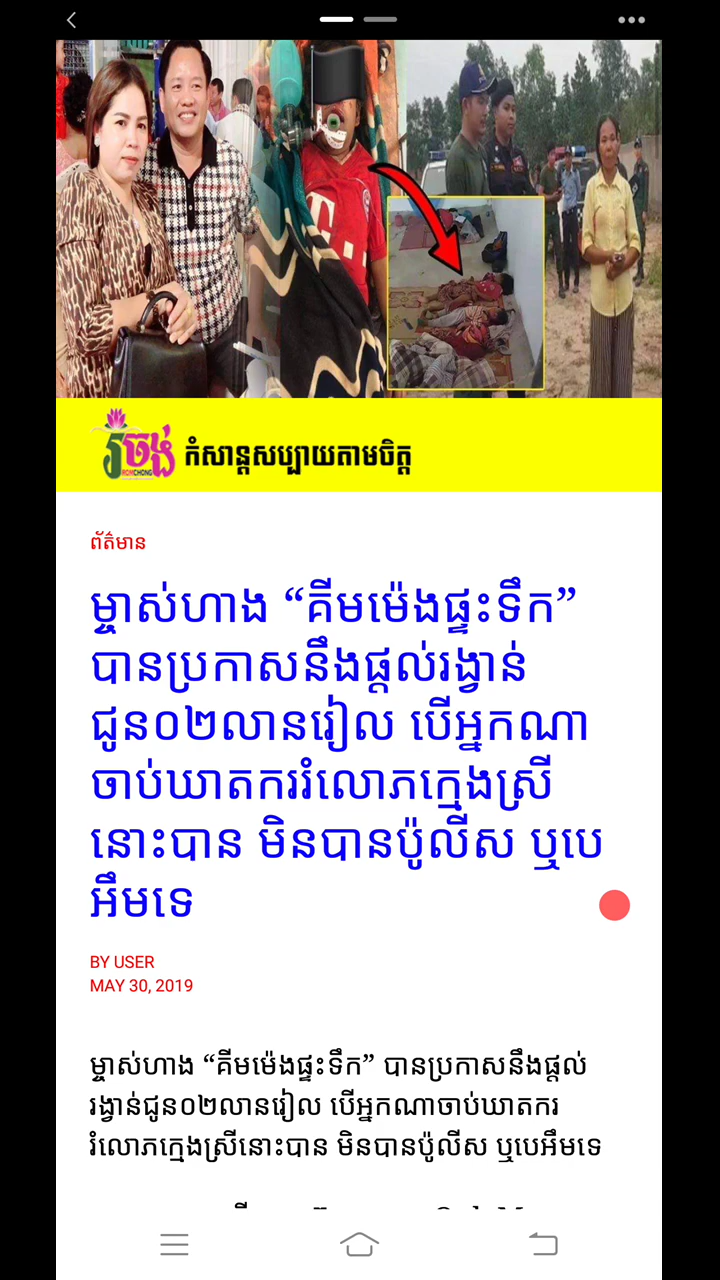 T
រំចង់
ROMCHONG
កំសាន្តសប្បាយតាមចិត្ត
ព័ត៌មាន
ម្ចាស់ហាង “គីមម៉េងផ្ទះទឹក”
បានប្រកាសនឹងផ្តល់រង្វាន់
ជូន០២លានរៀល បើអ្នកណា
ចាប់ឃាតកររំលោភក្មេងស្រី
នោះបាន មិនបានប៉ូលីស ឬបេ
អឹមទេ
BY USER
MAY 30, 2019
ម្ចាស់ហាង “គីមម៉េងផ្ទះទឹក” បានប្រកាសនឹងផ្តល់
រង្វាន់ជូន០២លានរៀល បើអ្នកណាចាប់ឃាតករ
រំលោភក្មេងស្រីនោះបាន មិនបានប៉ូលីស ឬបេអឹមទេ